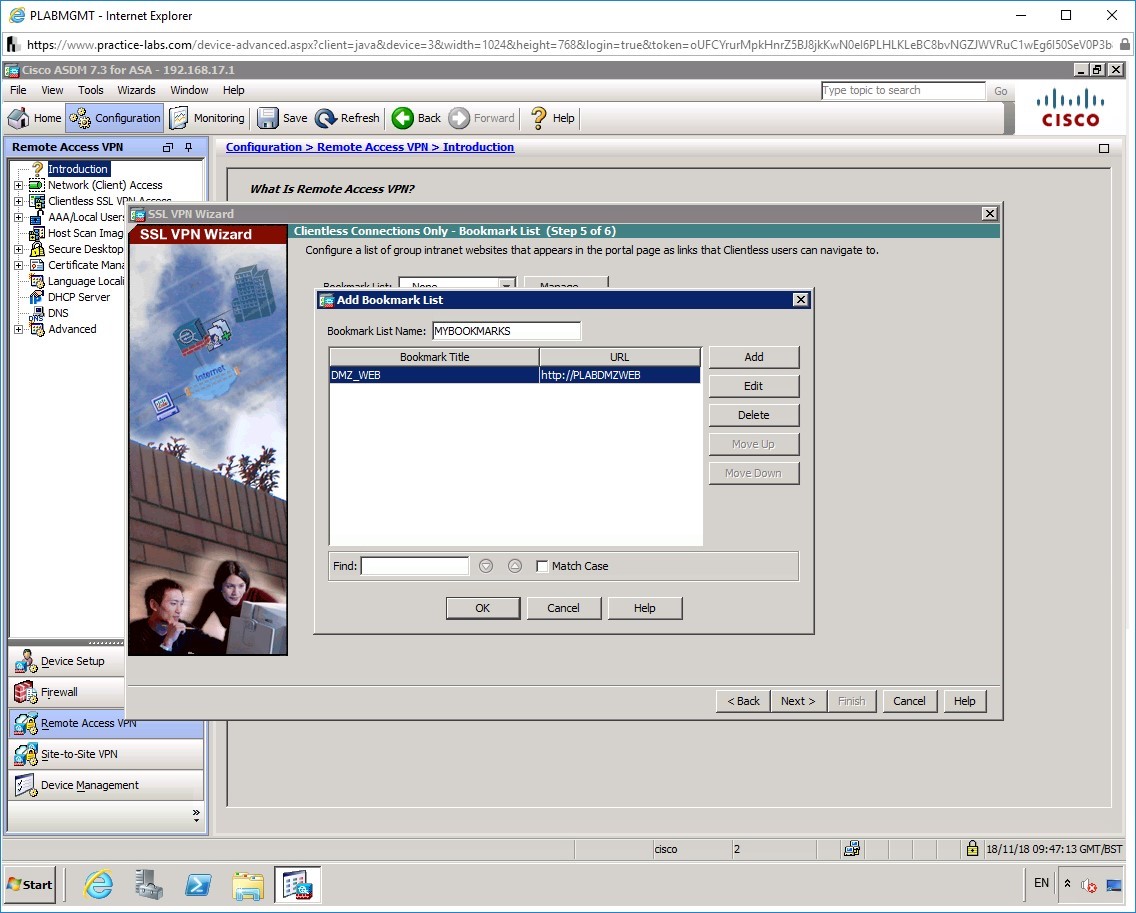 PLABMGMT - Internet Explorer
https://www.practice-labs.com/device-advanced.aspx?client=java&device=3&width=1024&height=768&login=true&token=
Cisco ASDM 7.3 for ASA - 192.168.17.1
File View Tools Wizards Window Help
Type topic to search Go
Home Configuration Monitoring Save Refresh Back Forward Help
CISCO
Remote Access VPN
Configuration > Remote Access VPN > Introduction
Introduction
Network (Client) Access
Clientless SSL VPN Access
AAA/Local Users
Host Scan Imag
Secure Desktop
Certificate Mana
Language Locali
DHCP Server
DNS
Advanced
What Is Remote Access VPN?
SSL VPN Wizard
SSL VPN Wizard
Internet
Clientless Connections Only - Bookmark List (Step 5 of 6)
Configure a list of group intranet websites that appears in the portal page as links that Clientless users can navigate to.
Bookmark List: None Manage
Add Bookmark List
Bookmark List Name: MYBOOKMARKS
Bookmark Title URL
DMZ_WEB http://PLABDMZWEB
Add
Edit
Delete
Move Up
Move Down
Find: Match Case
OK Cancel Help
< Back Next > Finish Cancel Help
Device Setup
Firewall
Remote Access VPN
Site-to-Site VPN
Device Management
cisco 2 18/11/18 09:47:13 GMT/BST
Start EN